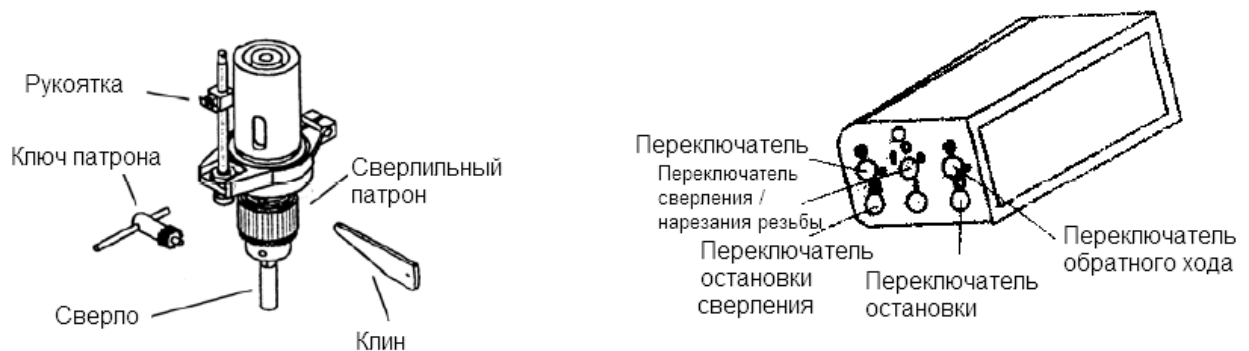 Рукоятка
Ключ патрона
Сверлильный
патрон
Сверло
Клин
Переключатель
Переключатель
сверления /
нарезания резьбы
Переключатель
остановки
сверления
Переключатель
остановки
Переключатель
обратного хода